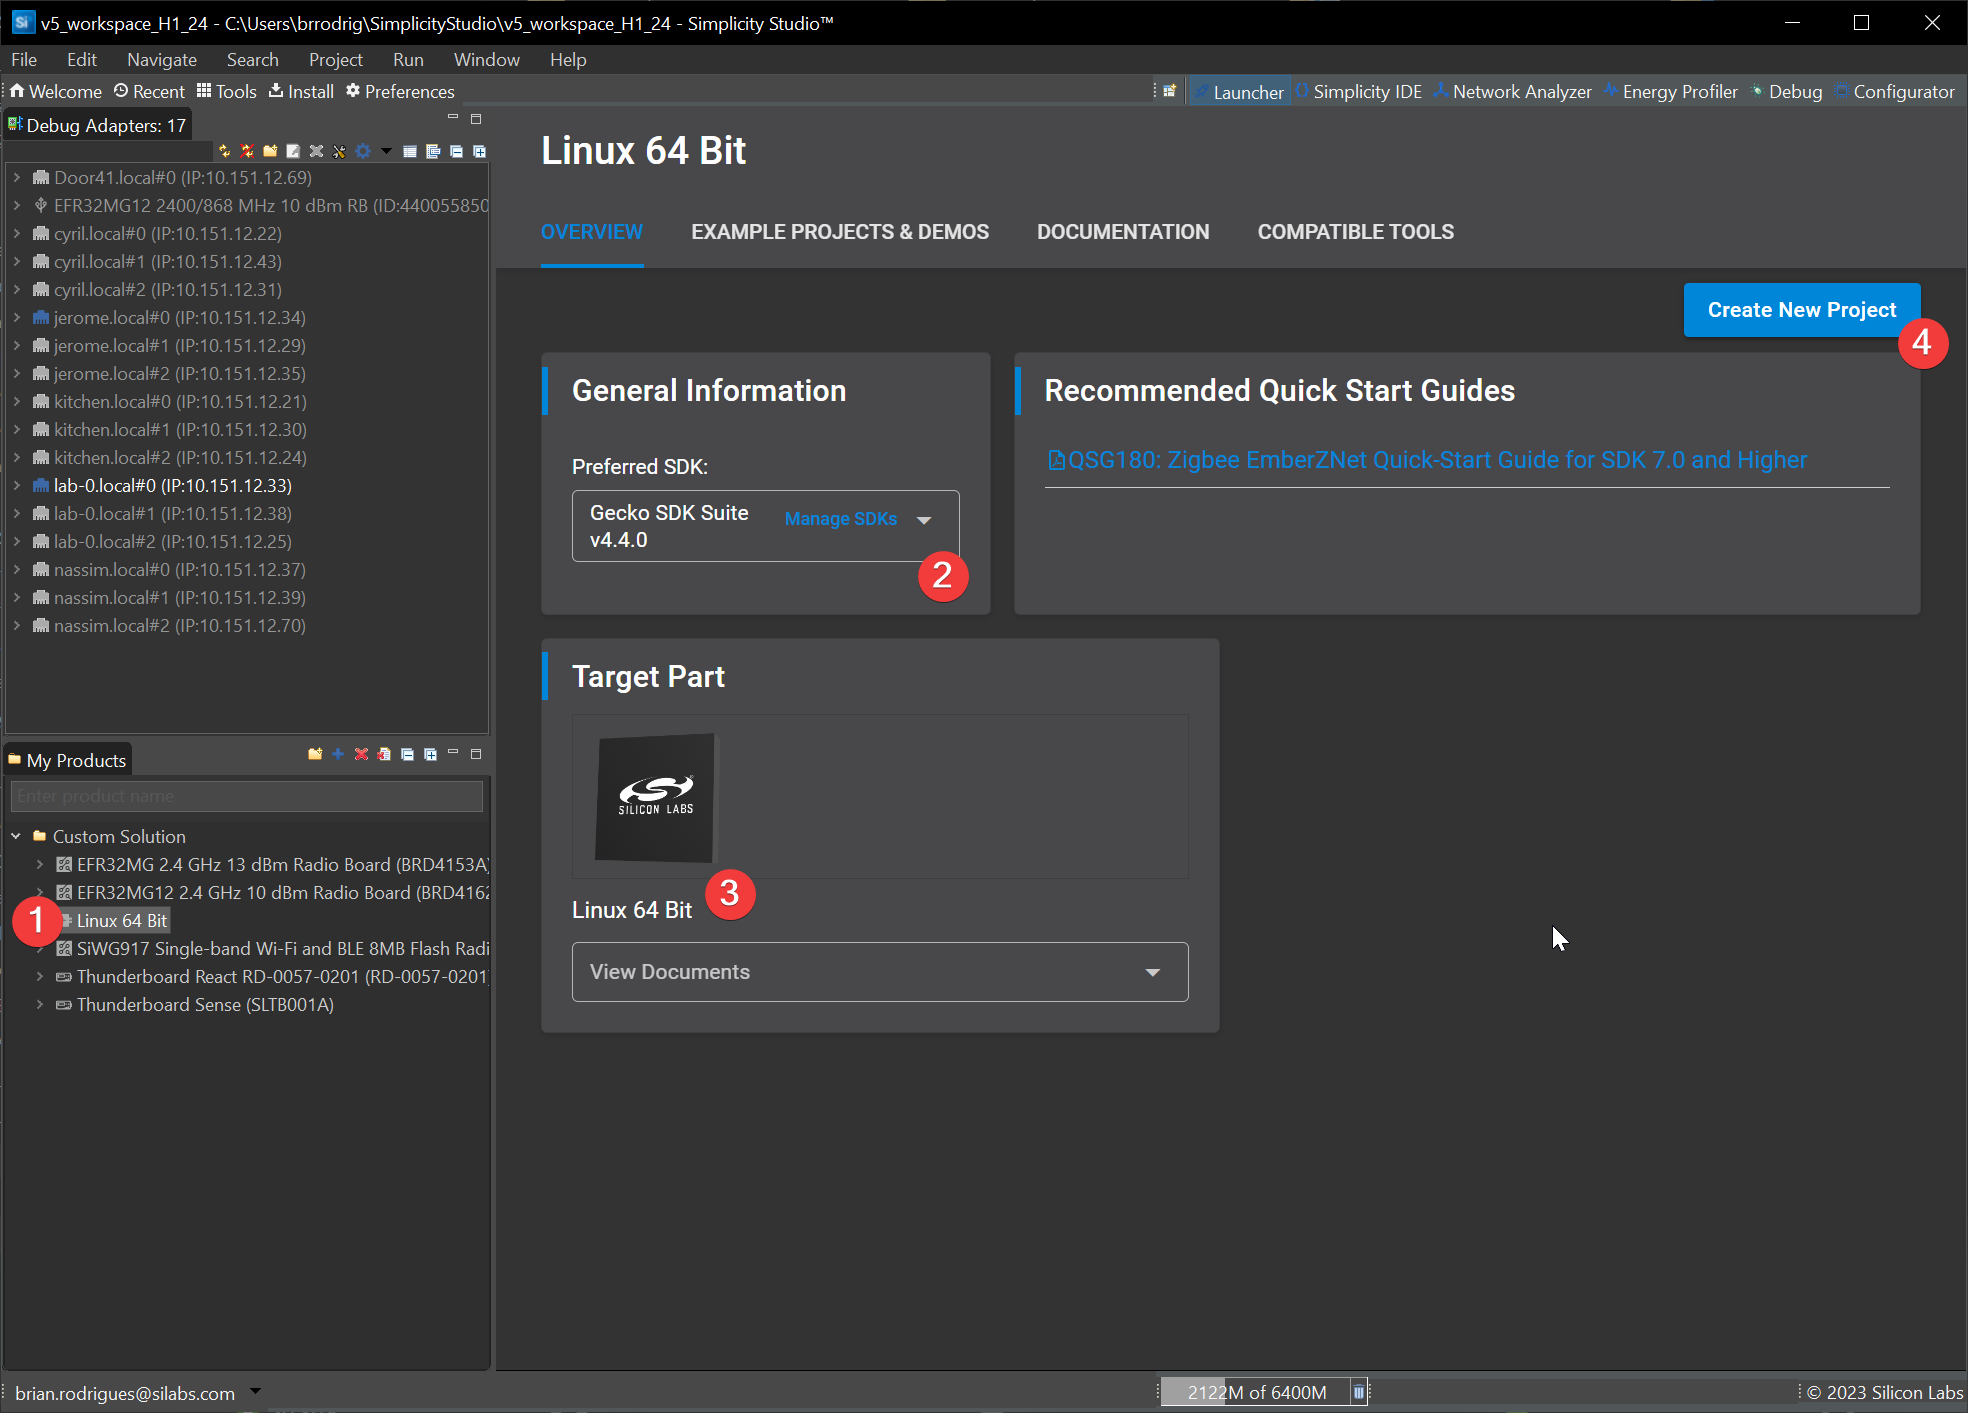 v5_workspace_H1_24 - C:\Users\brrodrig\SimplicityStudio\v5_workspace_H1_24 - Simplicity Studio™
File Edit Navigate Search Project Run Window Help
Welcome Recent Tools Install Preferences
Launcher Simplicity IDE Network Analyzer Energy Profiler Debug Configurator
Debug Adapters: 17
Door41.local#0 (IP:10.151.12.69)
EFR32MG12 2400/868 MHz 10 dBm RB (ID:440055850
cyril.local#0 (IP:10.151.12.22)
cyril.local#1 (IP:10.151.12.43)
cyril.local#2 (IP:10.151.12.31)
jerome.local#0 (IP:10.151.12.34)
jerome.local#1 (IP:10.151.12.29)
jerome.local#2 (IP:10.151.12.35)
kitchen.local#0 (IP:10.151.12.21)
kitchen.local#1 (IP:10.151.12.30)
kitchen.local#2 (IP:10.151.12.24)
lab-0.local#0 (IP:10.151.12.33)
lab-0.local#1 (IP:10.151.12.38)
lab-0.local#2 (IP:10.151.12.25)
nassim.local#0 (IP:10.151.12.37)
nassim.local#1 (IP:10.151.12.39)
nassim.local#2 (IP:10.151.12.70)
My Products
Enter product name
Custom Solution
EFR32MG 2.4 GHz 13 dBm Radio Board (BRD4153A)
EFR32MG12 2.4 GHz 10 dBm Radio Board (BRD4162
1 Linux 64 Bit
SiWG917 Single-band Wi-Fi and BLE 8MB Flash Radi
Thunderboard React RD-0057-0201 (RD-0057-0201)
Thunderboard Sense (SLTB001A)
Linux 64 Bit
OVERVIEW EXAMPLE PROJECTS & DEMOS DOCUMENTATION COMPATIBLE TOOLS
Create New Project
4
General Information
Preferred SDK:
Gecko SDK Suite
v4.4.0
Manage SDKs
2
Recommended Quick Start Guides
QSG180: Zigbee EmberZNet Quick-Start Guide for SDK 7.0 and Higher
Target Part
SILICON LABS
3
Linux 64 Bit
View Documents
brian.rodrigues@silabs.com
2122M of 6400M
© 2023 Silicon Labs